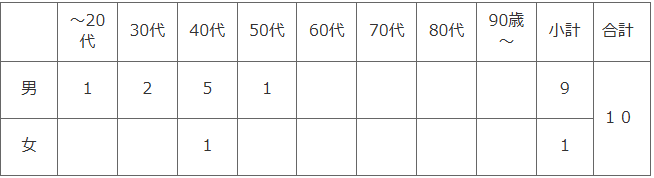 ～20代 30代 40代 50代 60代 70代 80代 90歳～ 小計 合計
男 1 2 5 1 9 １０
女 1 1